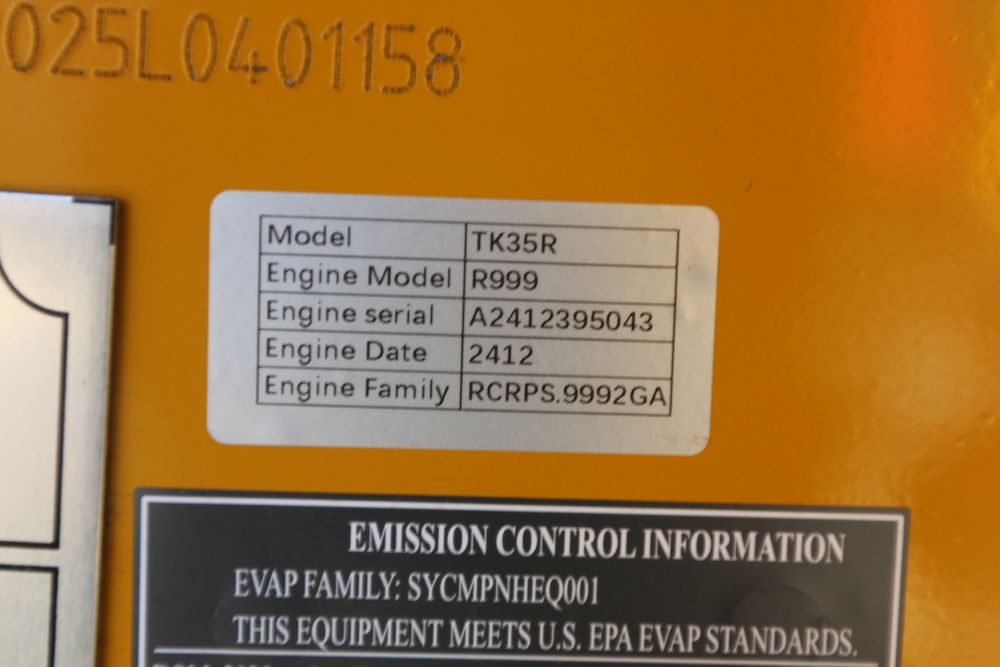 025L0401158
Model TK35R
Engine Model R999
Engine serial A2412395043
Engine Date 2412
Engine Family RCRPS.9992GA
EMISSION CONTROL INFORMATION
EVAP FAMILY: SYCMPNHEQ001
THIS EQUIPMENT MEETS U.S. EPA EVAP STANDARDS.